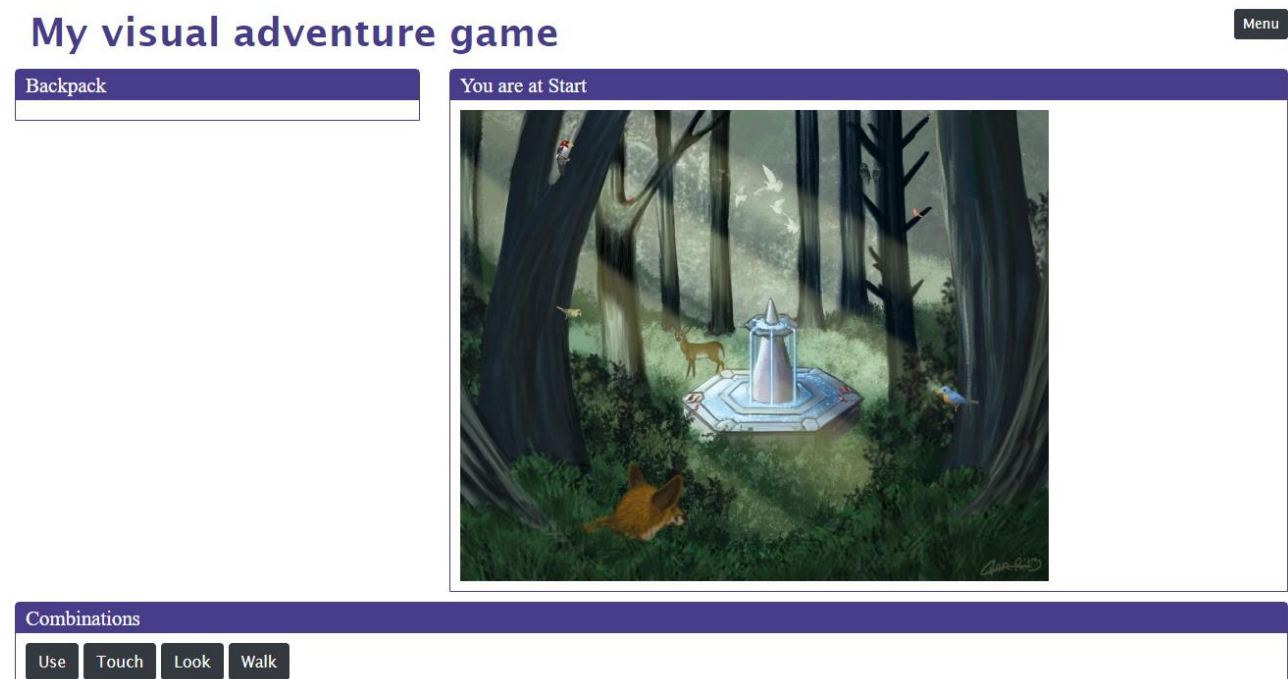 My visual adventure game
Menu
Backpack
You are at Start
Combinations
Use Touch Look Walk